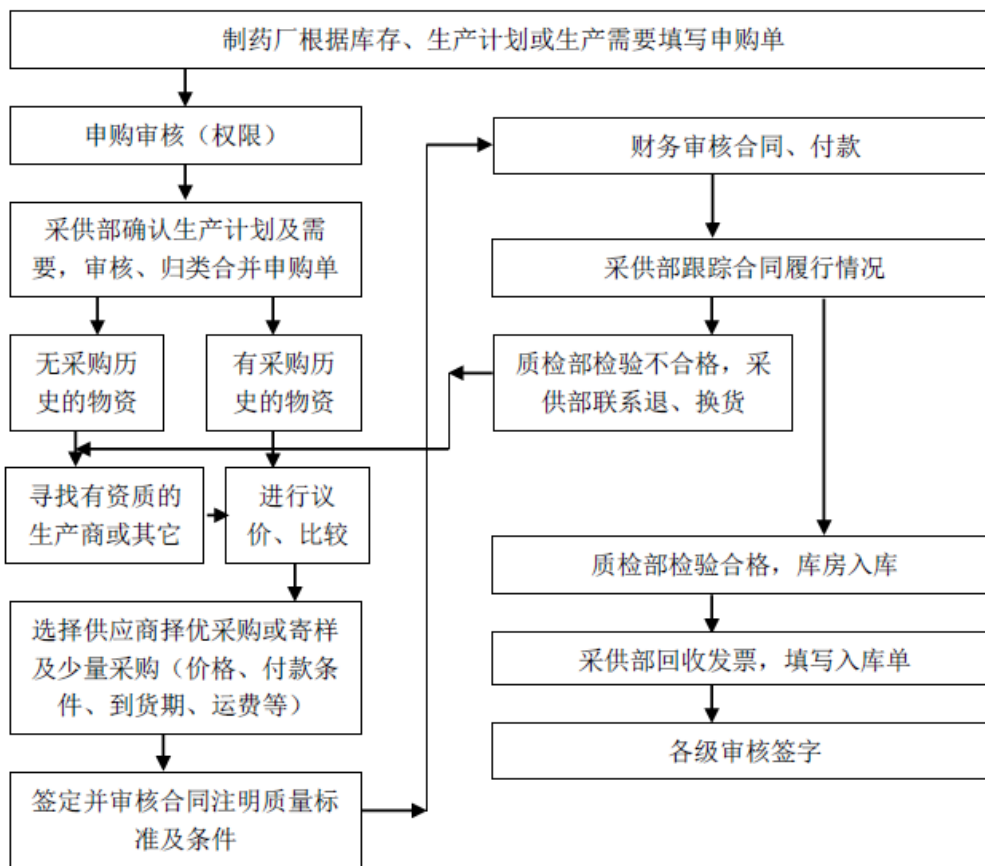 制药厂根据库存、生产计划或生产需要填写申购单
申购审核（权限）
采供部确认生产计划及需
要，审核、归类合并申购单
无采购历
史的物资
有采购历
史的物资
寻找有资质的
生产商或其它
进行议
价、比较
选择供应商择优采购或寄样
及少量采购（价格、付款条
件、到货期、运费等）
签定并审核合同注明质量标
准及条件
财务审核合同、付款
采供部跟踪合同履行情况
质检部检验不合格，采
供部联系退、换货
质检部检验合格，库房入库
采供部回收发票，填写入库单
各级审核签字